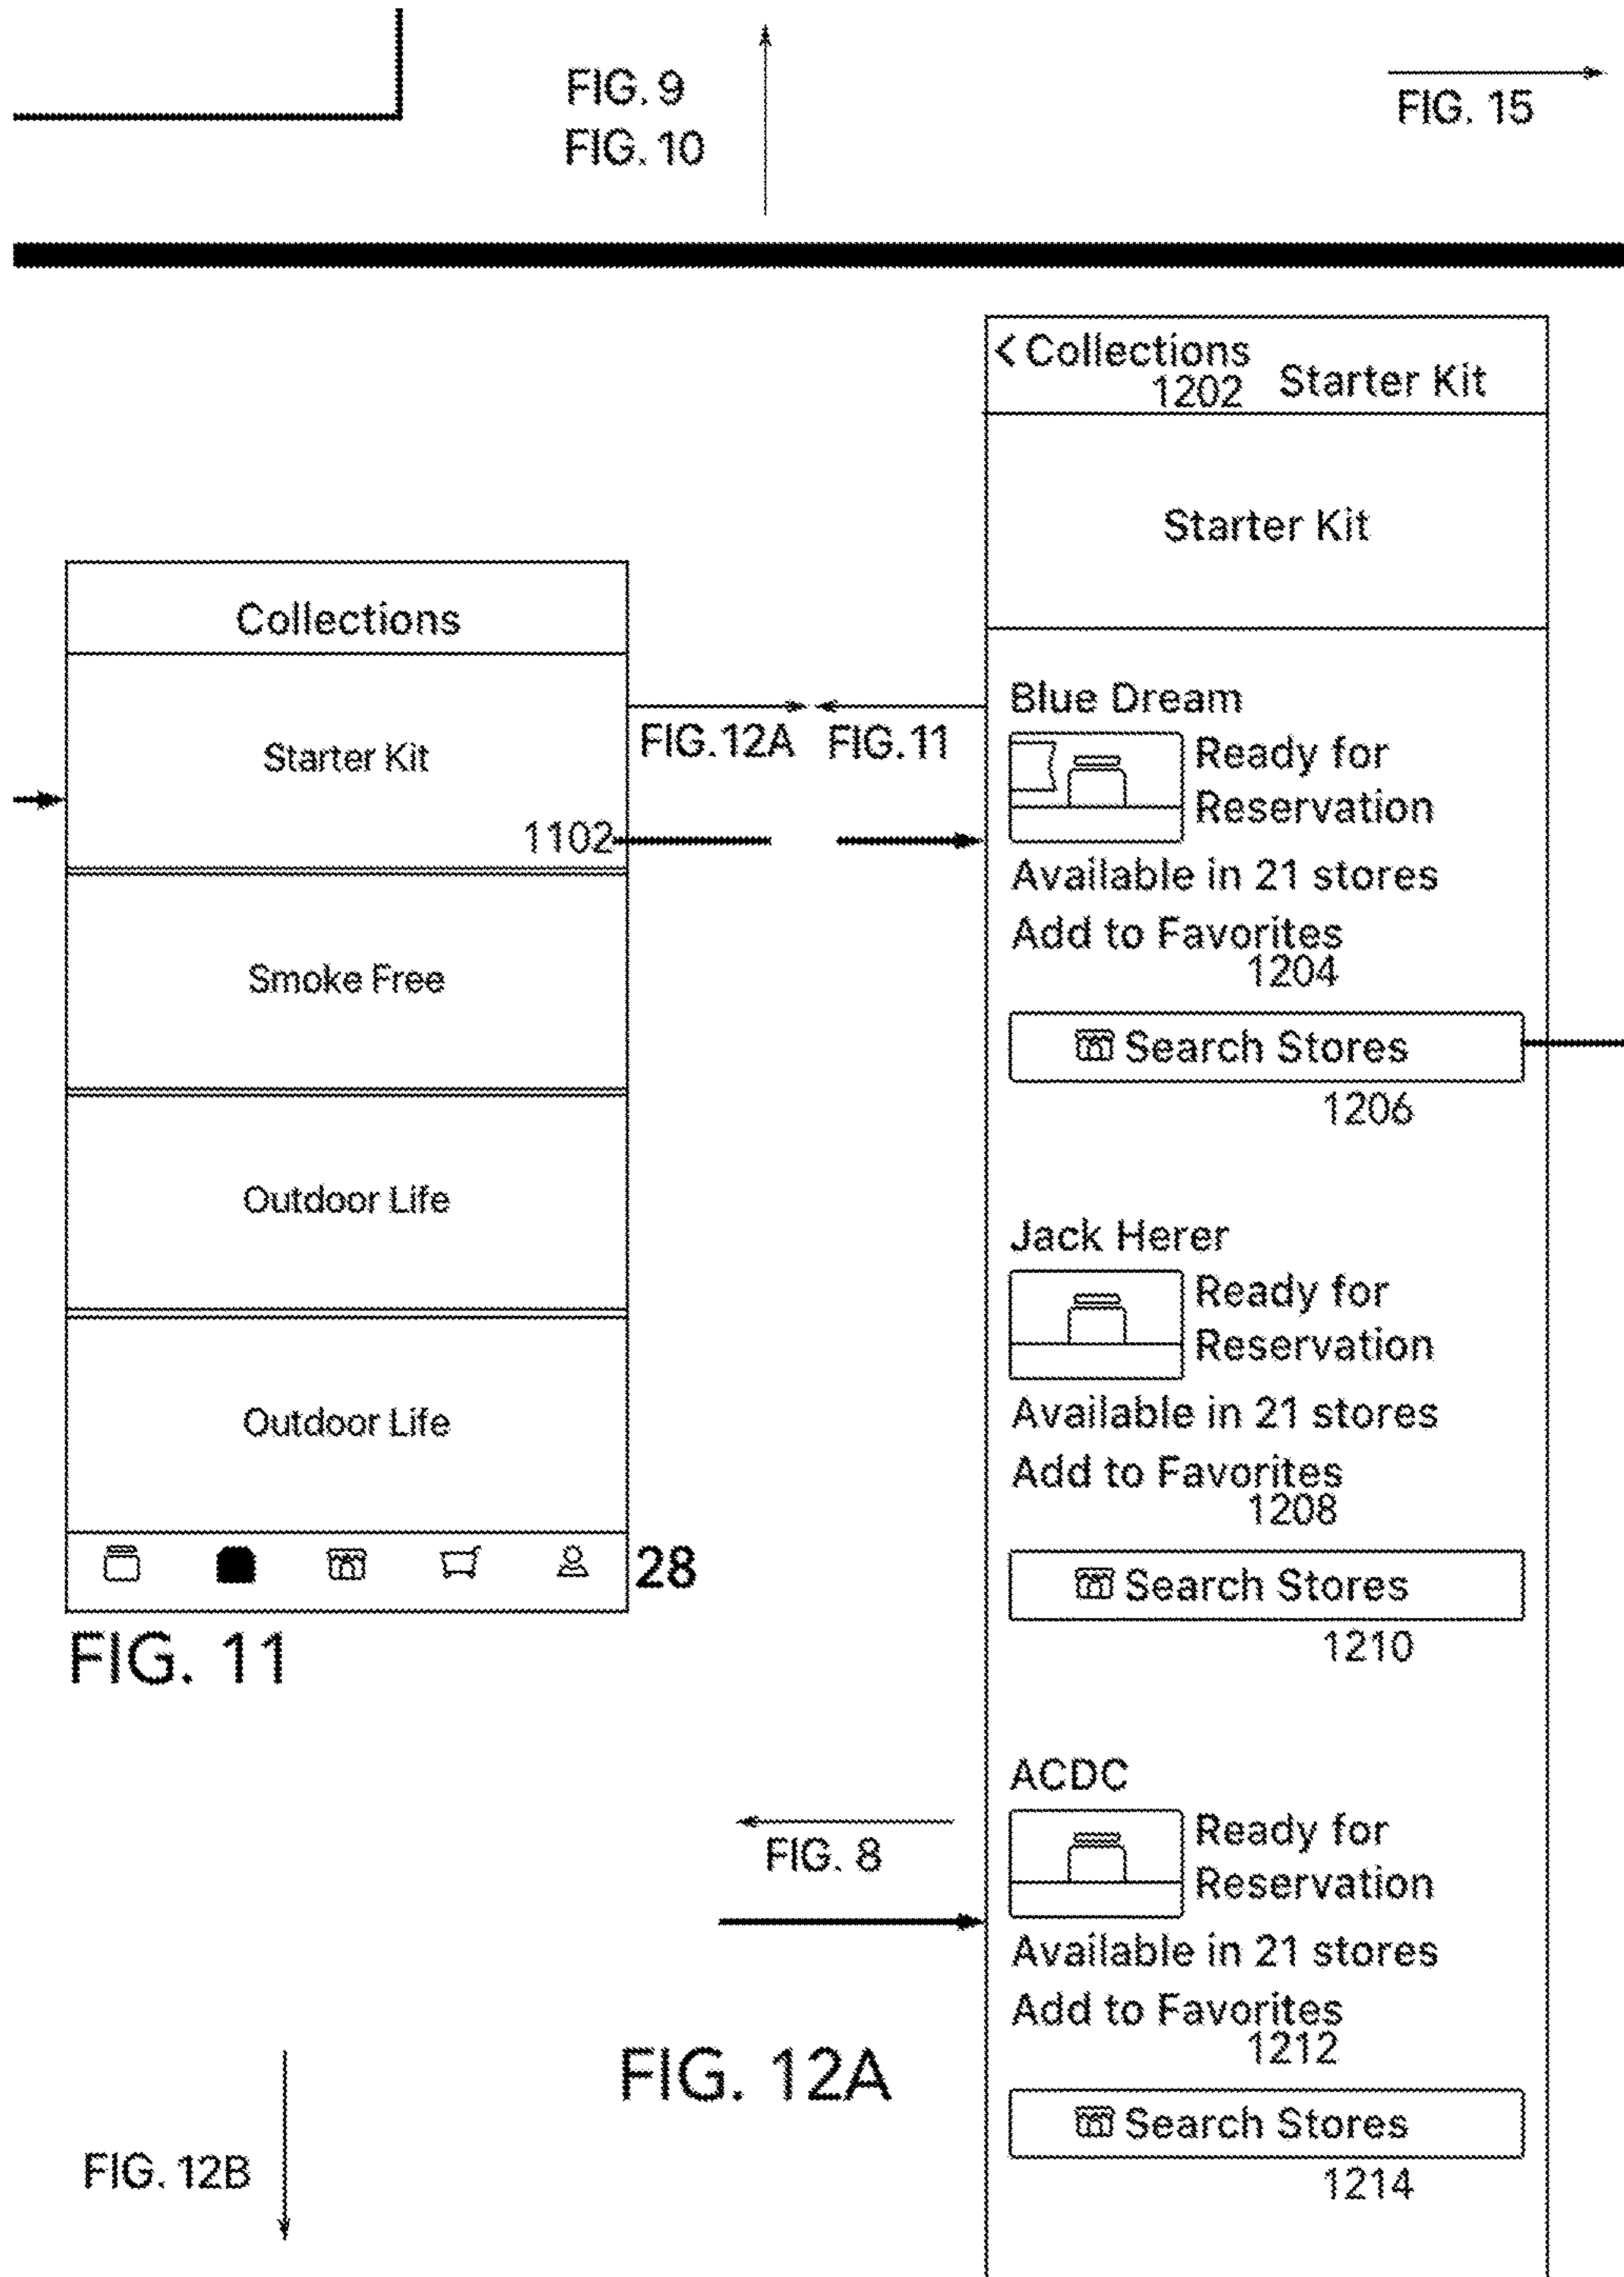 FIG. 9
FIG. 10
FIG. 15
Collections
Starter Kit
1102
Smoke Free
Outdoor Life
Outdoor Life
28
FIG. 11
FIG.12A
FIG.11
< Collections
1202
Starter Kit
Starter Kit
Blue Dream
Ready for
Reservation
Available in 21 stores
Add to Favorites
1204
Search Stores
1206
Jack Herer
Ready for
Reservation
Available in 21 stores
Add to Favorites
1208
Search Stores
1210
ACDC
Ready for
Reservation
Available in 21 stores
Add to Favorites
1212
Search Stores
1214
FIG. 8
FIG. 12A
FIG. 12B